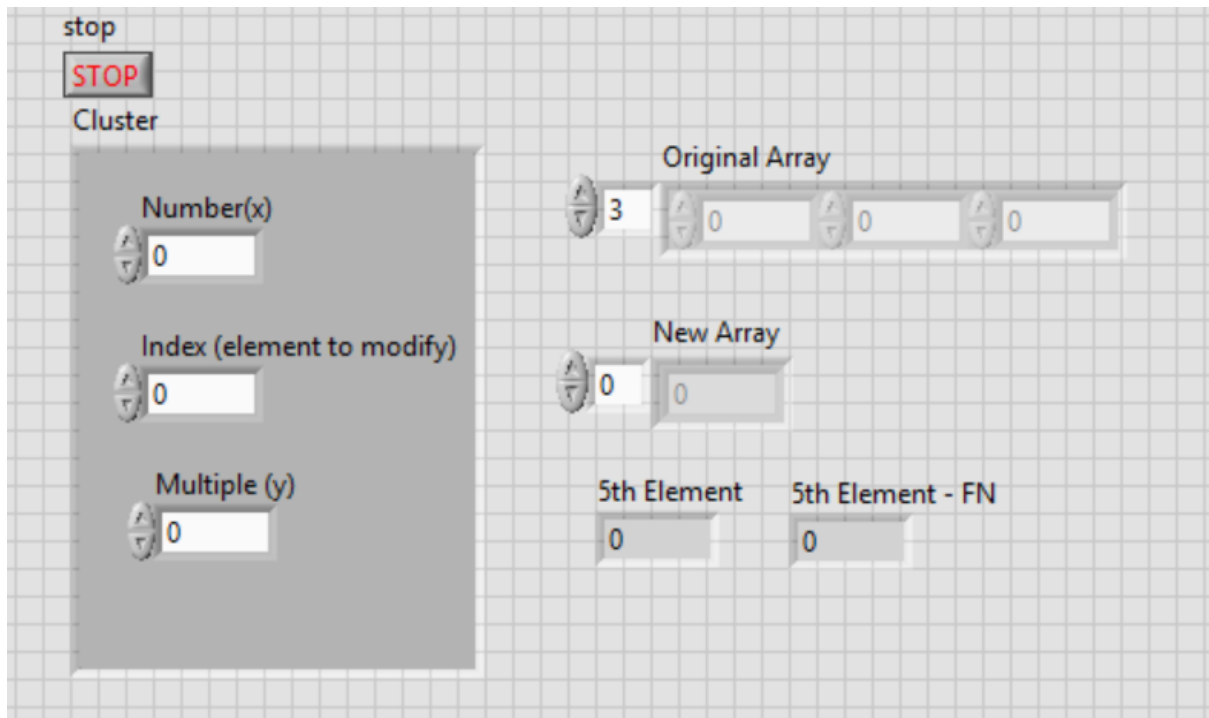 stop
STOP
Cluster
Original Array
Number(x)
3 0 0 0
0
New Array
Index (element to modify)
0 0
0
Multiple (y)
5th Element 5th Element - FN
0
0 0